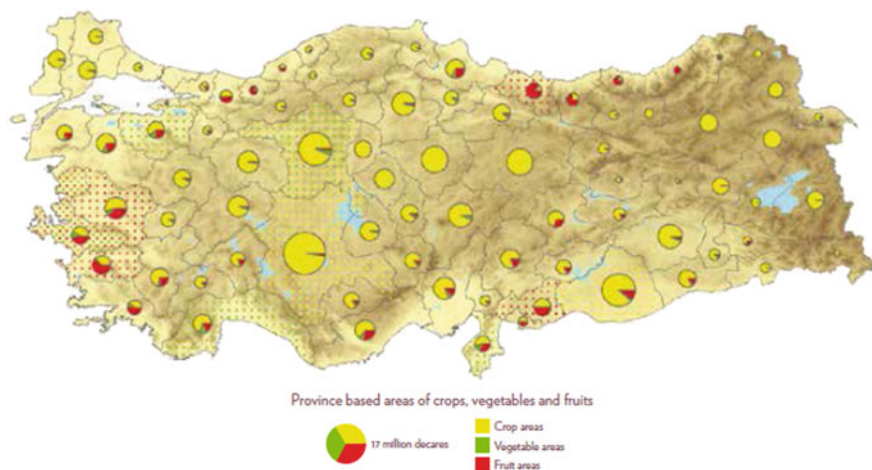 Province based areas of crops, vegetables and fruits
17 million decares
Crop areas
Vegetable areas
Fruit areas